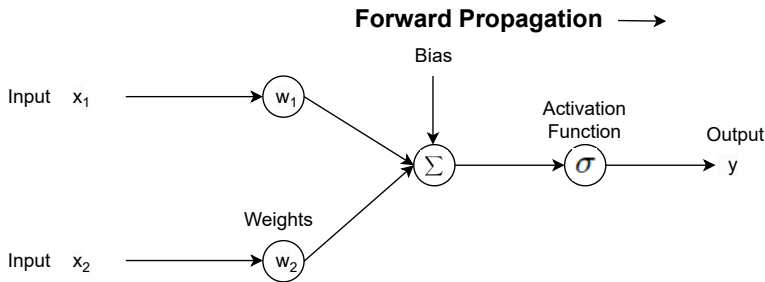 Forward Propagation
Bias
Input x₁
w₁
Activation
Function
Output
Σ
σ
y
Weights
Input x₂
w₂